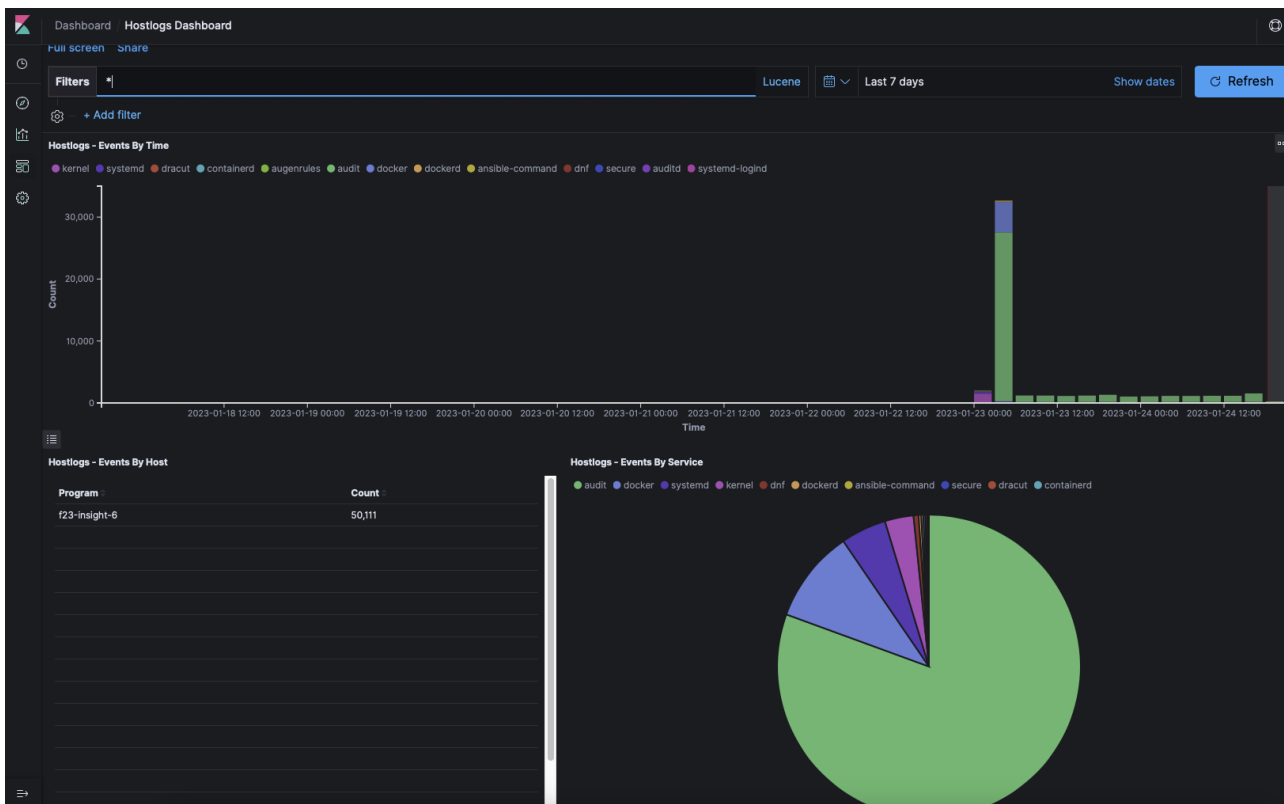 Dashboard / Hostlogs Dashboard
Full screen Share
Filters * Lucene Last 7 days Show dates Refresh
+ Add filter
Hostlogs - Events By Time
kernel systemd dracut containerd augenrules audit docker dockerd ansible-command dnf secure auditd systemd-logind
30,000
20,000
10,000
0
Count
2023-01-18 12:00 2023-01-19 00:00 2023-01-19 12:00 2023-01-20 00:00 2023-01-20 12:00 2023-01-21 00:00 2023-01-21 12:00 2023-01-22 00:00 2023-01-22 12:00 2023-01-23 00:00 2023-01-23 12:00 2023-01-24 00:00 2023-01-24 12:00
Time
Hostlogs - Events By Host
Program Count
f23-insight-6 50,111
Hostlogs - Events By Service
audit docker systemd kernel dnf dockerd ansible-command secure dracut containerd